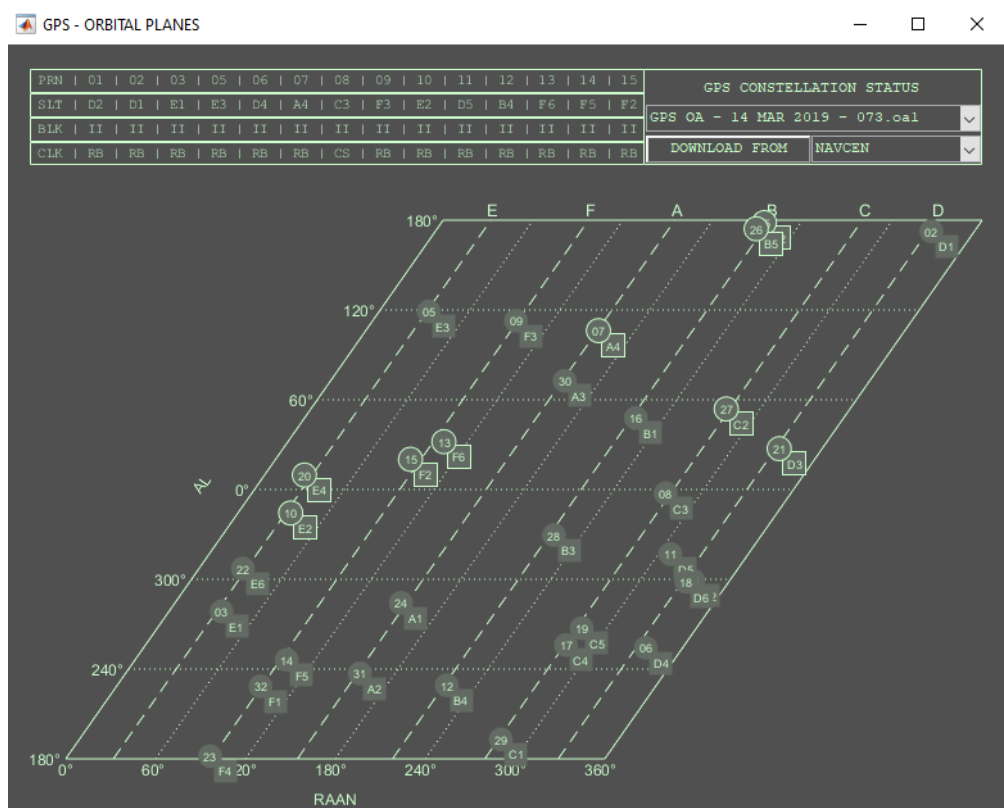 GPS - ORBITAL PLANES
PRN | 01 | 02 | 03 | 05 | 06 | 07 | 08 | 09 | 10 | 11 | 12 | 13 | 14 | 15
SLT | D2 | D1 | E1 | E3 | D4 | A4 | C3 | F3 | E2 | D5 | B4 | F6 | F5 | F2
BLK | II | II | II | II | II | II | II | II | II | II | II | II | II | II
CLK | RB | RB | RB | RB | RB | RB | CS | RB | RB | RB | RB | RB | RB | RB
GPS CONSTELLATION STATUS
GPS OA - 14 MAR 2019 - 073.oal
DOWNLOAD FROM NAVCEN
E F A B C D
180°
26 B5
02 D1
120°
05 E3
09 F3
07 A4
30 A3
60°
27 C2
16 B1
13 F6
21 D3
15 F2
20 E4
AL
0°
08 C3
10 E2
28 B3
11 D5
22 E6
300°
18 D6
24 A1
03 E1
19 C5
17 C4
06 D4
14 F5
240°
31 A2
32 F1
12 B4
29 C1
23 F4
180°
0° 60° 20° 180° 240° 300° 360°
RAAN